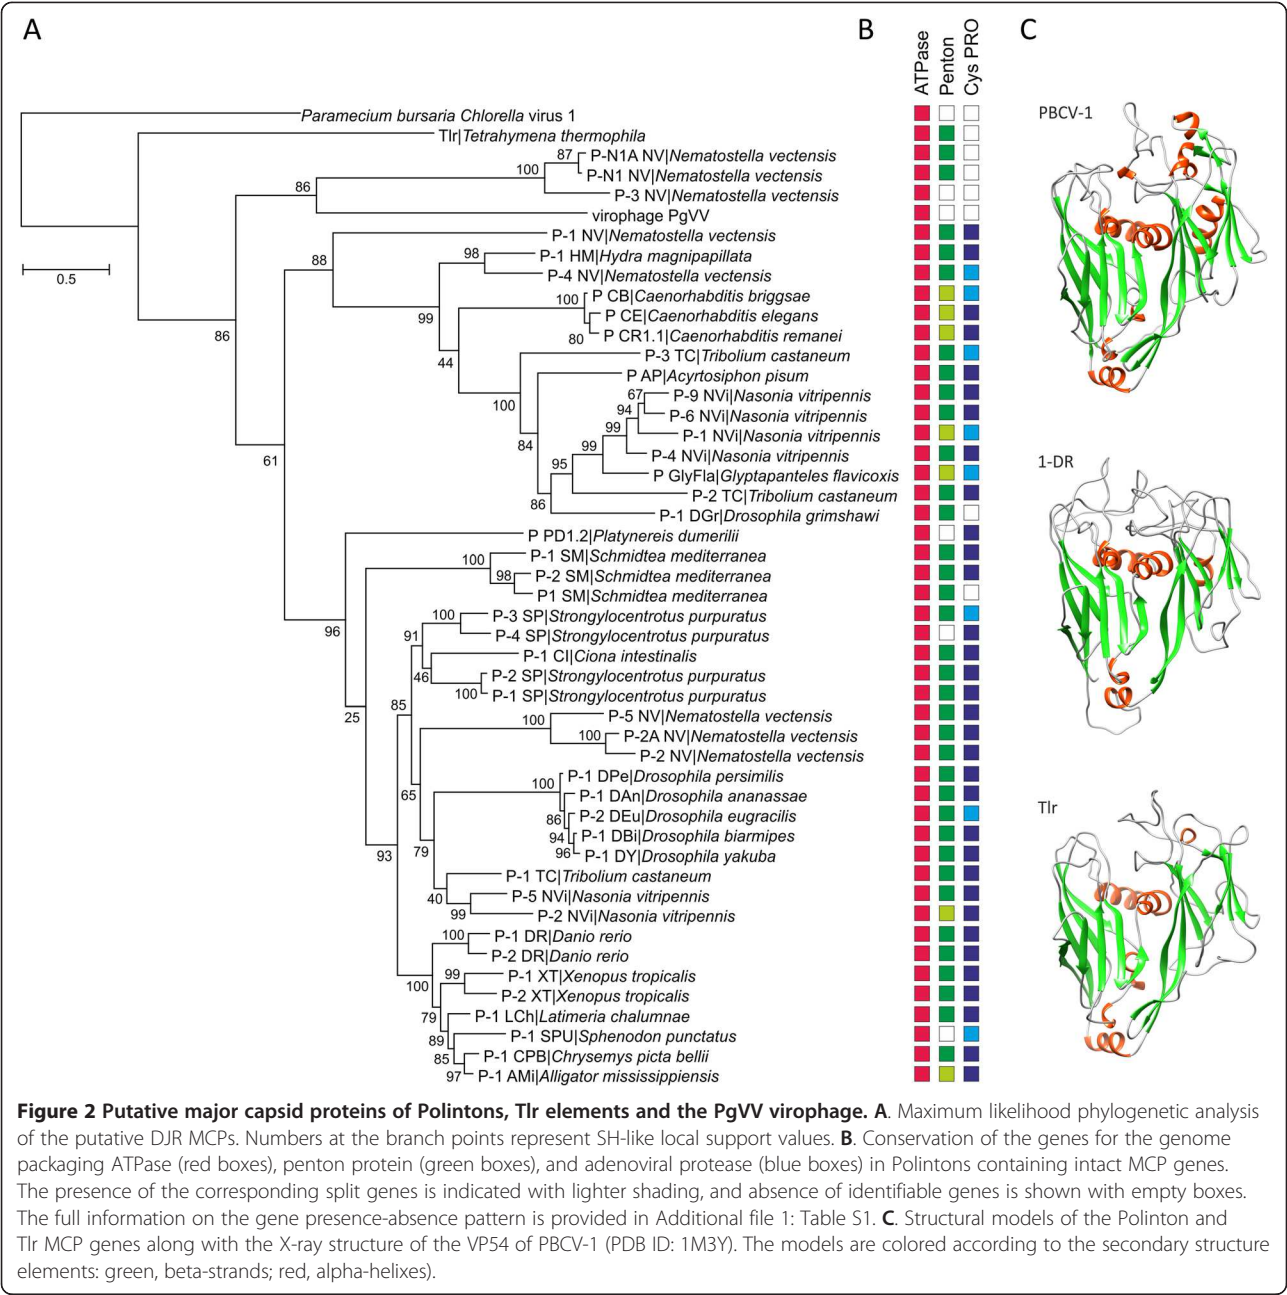 A
B
C
ATPase
Penton
Cys PRO
Paramecium bursaria Chlorella virus 1
Tlr|Tetrahymena thermophila
87
P-N1A NV|Nematostella vectensis
100
P-N1 NV|Nematostella vectensis
86
P-3 NV|Nematostella vectensis
virophage PgVV
P-1 NV|Nematostella vectensis
88
98
P-1 HM|Hydra magnipapillata
P-4 NV|Nematostella vectensis
0.5
100
P CB|Caenorhabditis briggsae
99
P CE|Caenorhabditis elegans
86
80
P CR1.1|Caenorhabditis remanei
44
P-3 TC|Tribolium castaneum
P AP|Acyrtosiphon pisum
100
67
P-9 NVi|Nasonia vitripennis
94
P-6 NVi|Nasonia vitripennis
99
P-1 NVi|Nasonia vitripennis
84
99
P-4 NVi|Nasonia vitripennis
61
95
P GlyFla|Glyptapanteles flavicoxis
P-2 TC|Tribolium castaneum
86
P-1 DGr|Drosophila grimshawi
P PD1.2|Platynereis dumerilii
100
P-1 SM|Schmidtea mediterranea
98
P-2 SM|Schmidtea mediterranea
P1 SM|Schmidtea mediterranea
100
P-3 SP|Strongylocentrotus purpuratus
96
91
P-4 SP|Strongylocentrotus purpuratus
P-1 CI|Ciona intestinalis
46
P-2 SP|Strongylocentrotus purpuratus
100
P-1 SP|Strongylocentrotus purpuratus
85
25
P-5 NV|Nematostella vectensis
100
100
P-2A NV|Nematostella vectensis
P-2 NV|Nematostella vectensis
P-1 DPe|Drosophila persimilis
100
65
P-1 DAn|Drosophila ananassae
86
P-2 DEu|Drosophila eugracilis
94
P-1 DBi|Drosophila biarmipes
93
79
96
P-1 DY|Drosophila yakuba
P-1 TC|Tribolium castaneum
40
P-5 NVi|Nasonia vitripennis
99
P-2 NVi|Nasonia vitripennis
100
P-1 DR|Danio rerio
P-2 DR|Danio rerio
99
P-1 XT|Xenopus tropicalis
100
P-2 XT|Xenopus tropicalis
79
P-1 LCh|Latimeria chalumnae
89
P-1 SPU|Sphenodon punctatus
85
P-1 CPB|Chrysemys picta bellii
97
P-1 AMi|Alligator mississippiensis
PBCV-1
1-DR
Tlr
Figure 2 Putative major capsid proteins of Polintons, Tlr elements and the PgVV virophage. A. Maximum likelihood phylogenetic analysis
of the putative DJR MCPs. Numbers at the branch points represent SH-like local support values. B. Conservation of the genes for the genome
packaging ATPase (red boxes), penton protein (green boxes), and adenoviral protease (blue boxes) in Polintons containing intact MCP genes.
The presence of the corresponding split genes is indicated with lighter shading, and absence of identifiable genes is shown with empty boxes.
The full information on the gene presence-absence pattern is provided in Additional file 1: Table S1. C. Structural models of the Polinton and
Tlr MCP genes along with the X-ray structure of the VP54 of PBCV-1 (PDB ID: 1M3Y). The models are colored according to the secondary structure
elements: green, beta-strands; red, alpha-helixes).